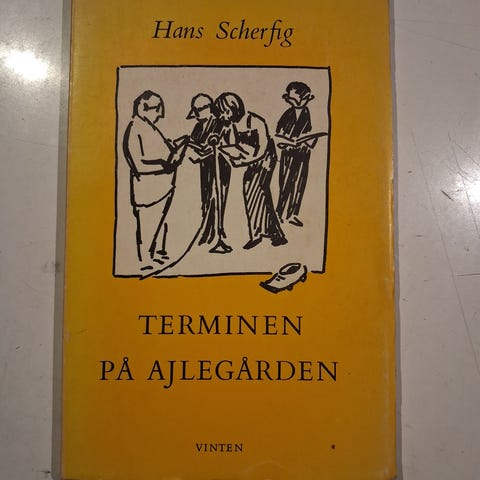 Hans Scherfig
TERMINEN
PÅ AJLEGÅRDEN
VINTEN